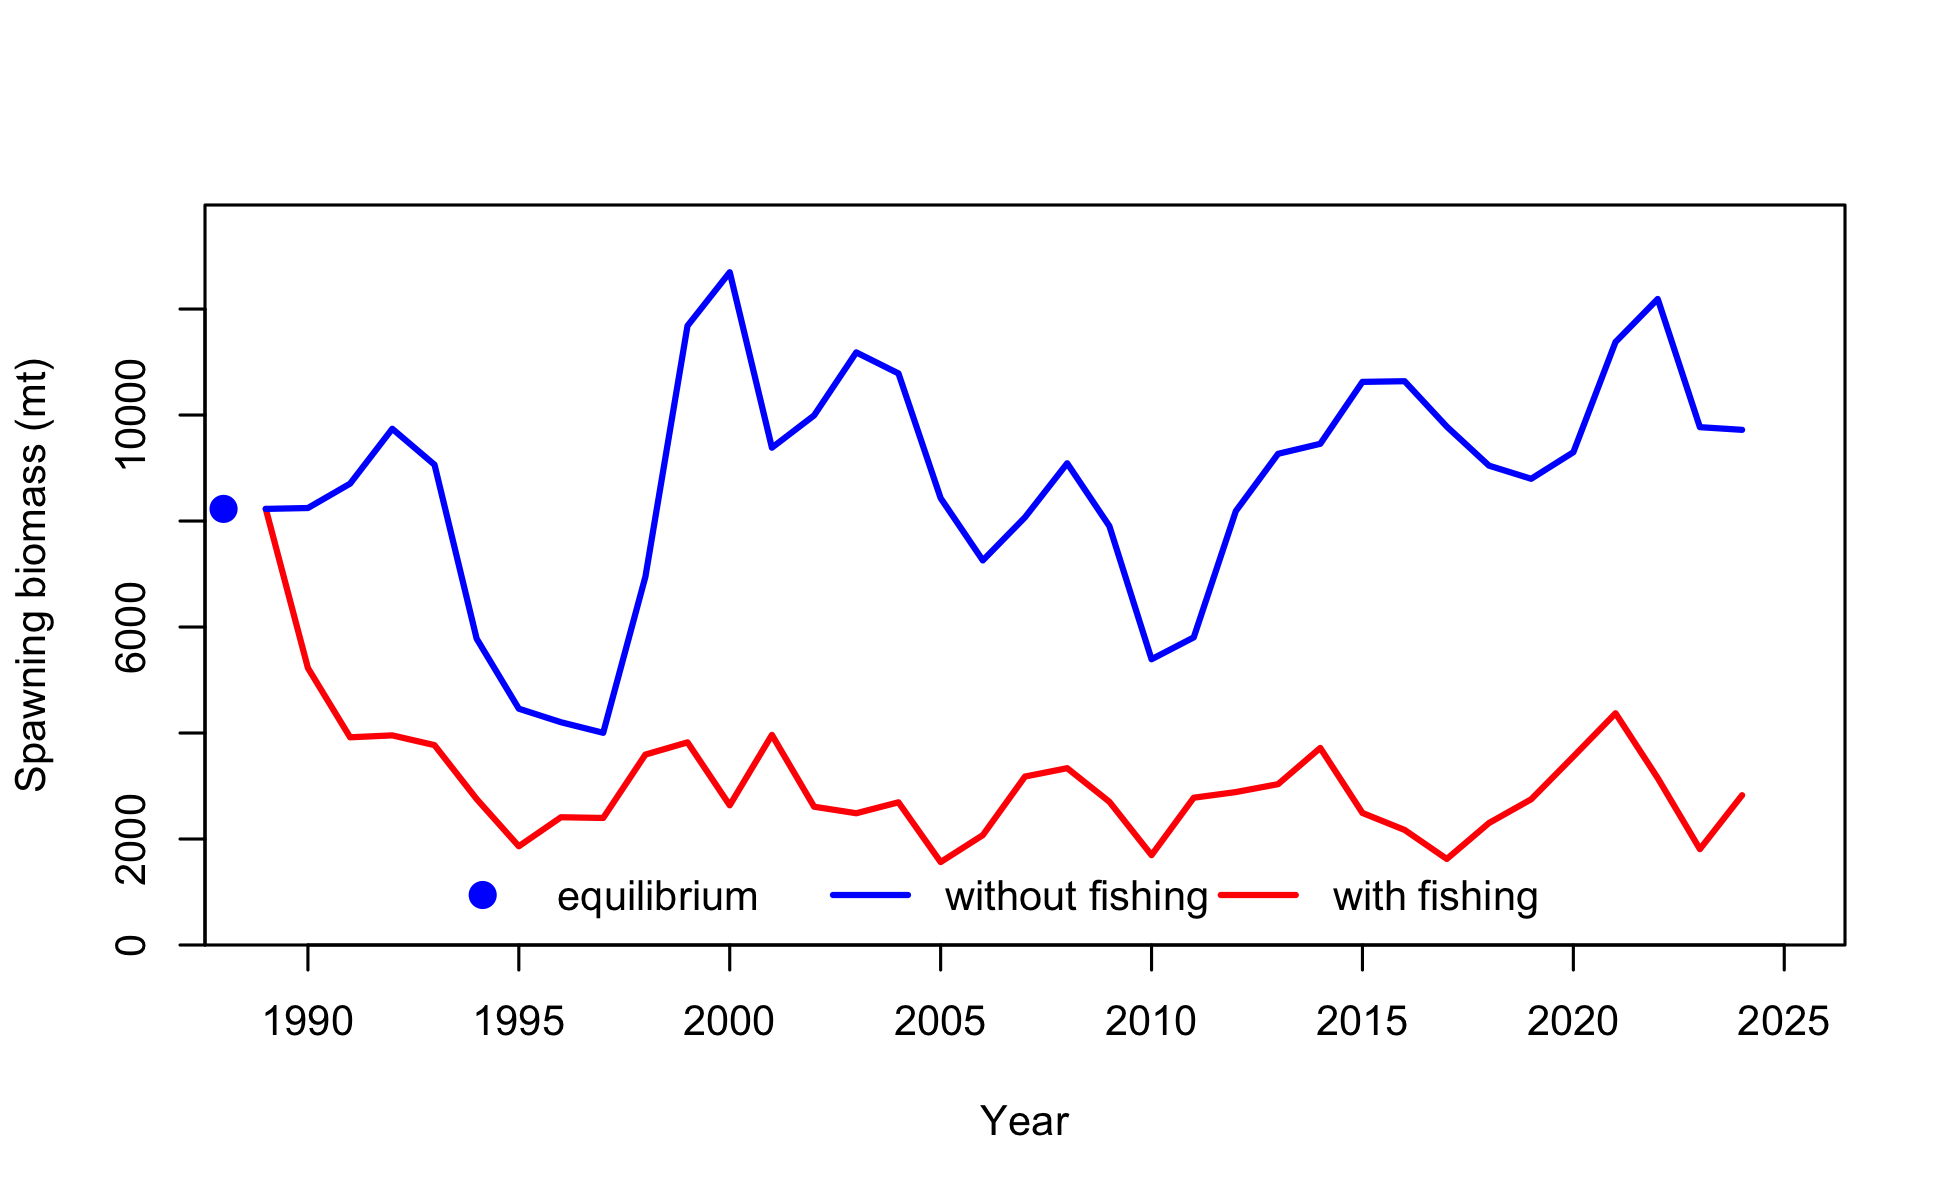 Spawning biomass (mt)
10000
6000
2000
0
equilibrium without fishing with fishing
1990 1995 2000 2005 2010 2015 2020 2025
Year